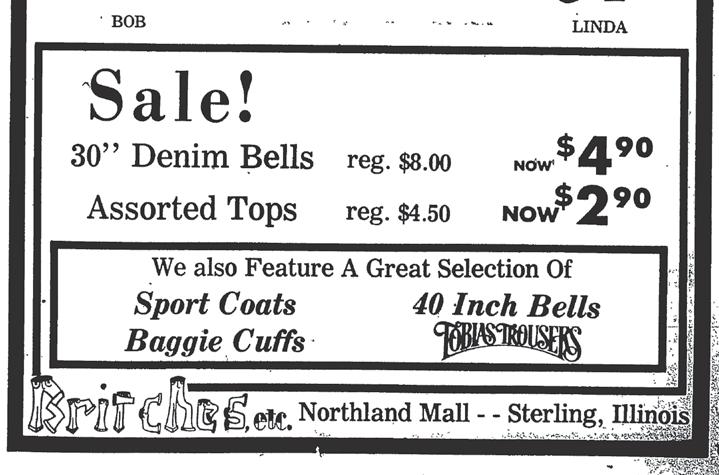 BOB LINDA
Sale!
30'' Denim Bells reg. $8.00 NOW $4.90
Assorted Tops reg. $4.50 NOW $2.90
We also Feature A Great Selection Of
Sport Coats 40 Inch Bells
Baggie Cuffs TOBIAS TROUSERS
Britches, etc. Northland Mall - - Sterling, Illinois